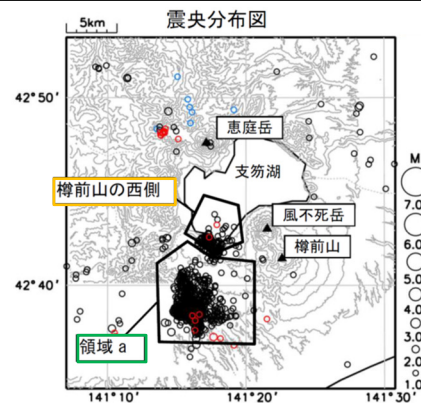 5km
震央分布図
42°50′
恵庭岳
支笏湖
樽前山の西側
風不死岳
樽前山
42°40′
領域a
M
7.0
6.0
5.0
4.0
3.0
2.0
1.0
141°10′
141°20′
141°30′